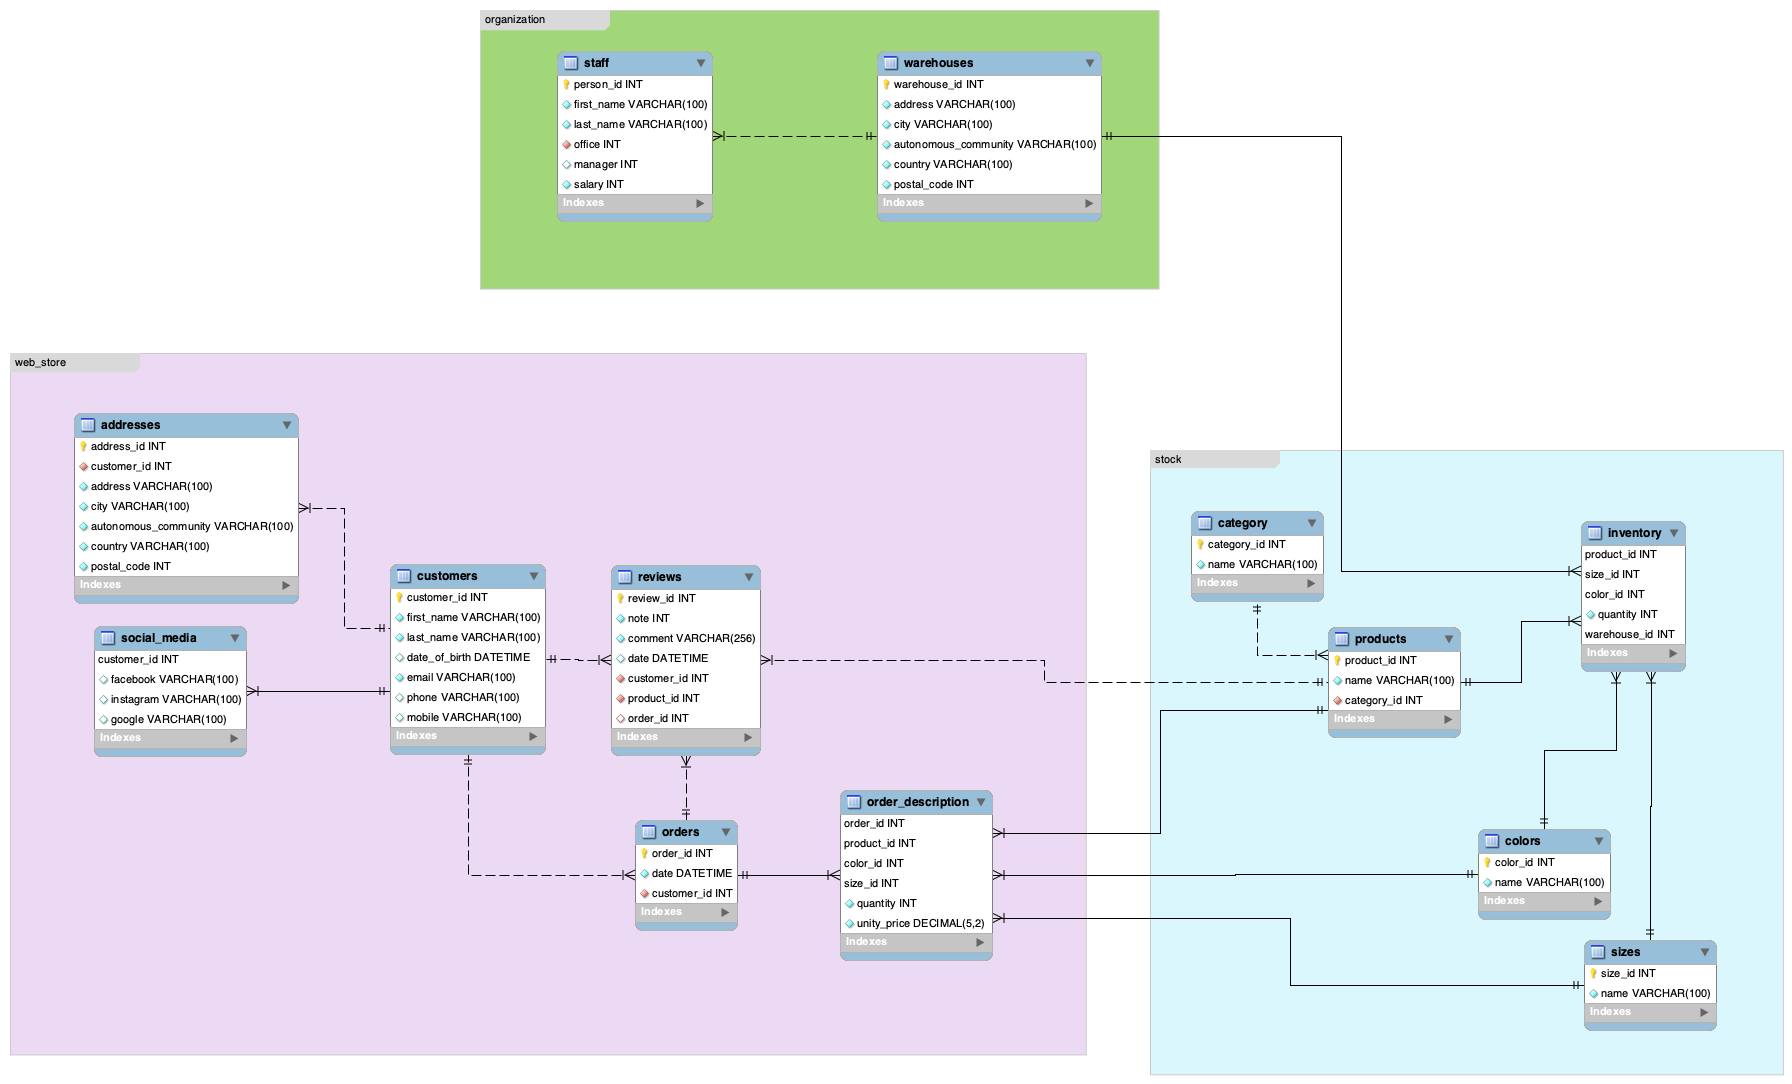 organization
staff
person_id INT
first_name VARCHAR(100)
last_name VARCHAR(100)
office INT
manager INT
salary INT
Indexes
warehouses
warehouse_id INT
address VARCHAR(100)
city VARCHAR(100)
autonomous_community VARCHAR(100)
country VARCHAR(100)
postal_code INT
Indexes
web_store
addresses
address_id INT
customer_id INT
address VARCHAR(100)
city VARCHAR(100)
autonomous_community VARCHAR(100)
country VARCHAR(100)
postal_code INT
Indexes
social_media
customer_id INT
facebook VARCHAR(100)
instagram VARCHAR(100)
google VARCHAR(100)
Indexes
customers
customer_id INT
first_name VARCHAR(100)
last_name VARCHAR(100)
date_of_birth DATETIME
email VARCHAR(100)
phone VARCHAR(100)
mobile VARCHAR(100)
Indexes
reviews
review_id INT
note INT
comment VARCHAR(256)
date DATETIME
customer_id INT
product_id INT
order_id INT
Indexes
orders
order_id INT
date DATETIME
customer_id INT
Indexes
order_description
order_id INT
product_id INT
color_id INT
size_id INT
quantity INT
unity_price DECIMAL(5,2)
Indexes
stock
category
category_id INT
name VARCHAR(100)
Indexes
products
product_id INT
name VARCHAR(100)
category_id INT
Indexes
inventory
product_id INT
size_id INT
color_id INT
quantity INT
warehouse_id INT
Indexes
colors
color_id INT
name VARCHAR(100)
Indexes
sizes
size_id INT
name VARCHAR(100)
Indexes